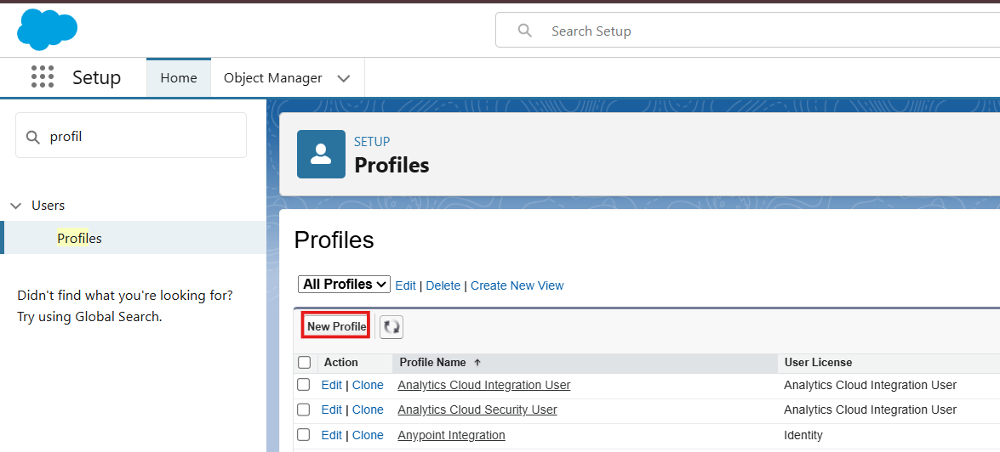 Search Setup
Setup Home Object Manager
profil
SETUP
Profiles
Users
Profiles
Didn't find what you're looking for?
Try using Global Search.
Profiles
All Profiles Edit | Delete | Create New View
New Profile
Action Profile Name ↑ User License
Edit | Clone Analytics Cloud Integration User Analytics Cloud Integration User
Edit | Clone Analytics Cloud Security User Analytics Cloud Integration User
Edit | Clone Anypoint Integration Identity